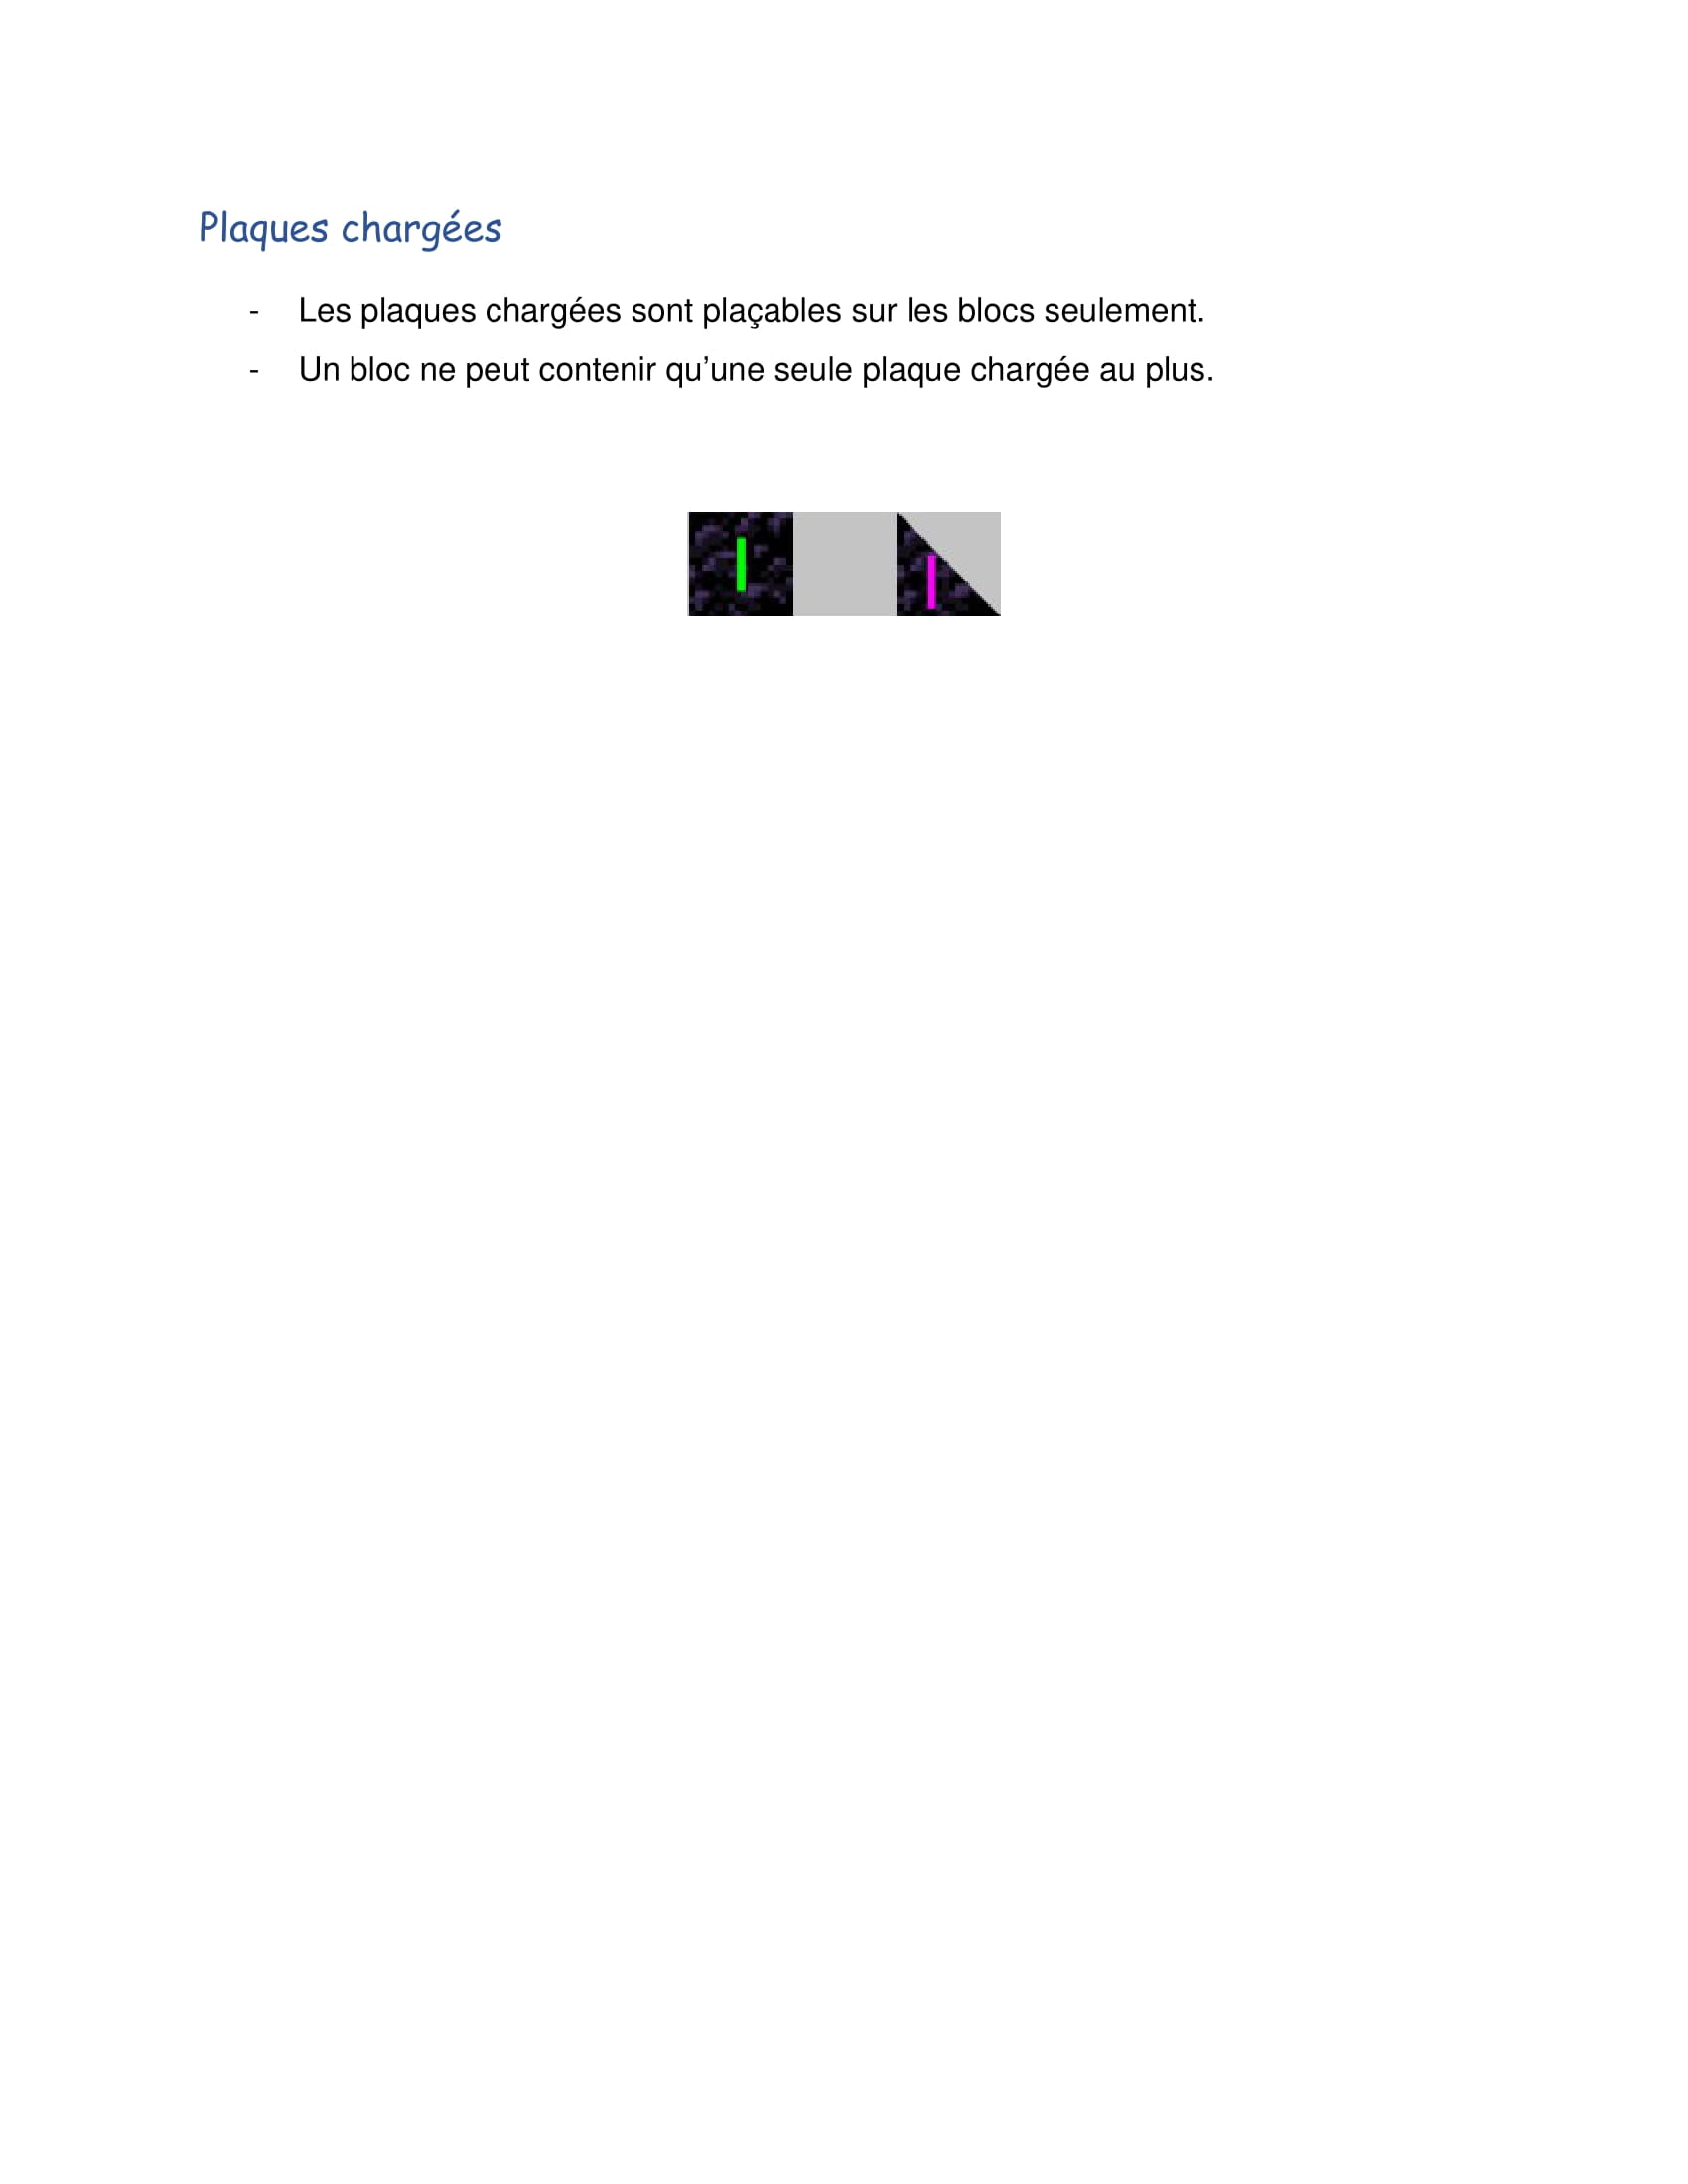 Plaques chargées
- Les plaques chargées sont plaçables sur les blocs seulement.
- Un bloc ne peut contenir qu’une seule plaque chargée au plus.